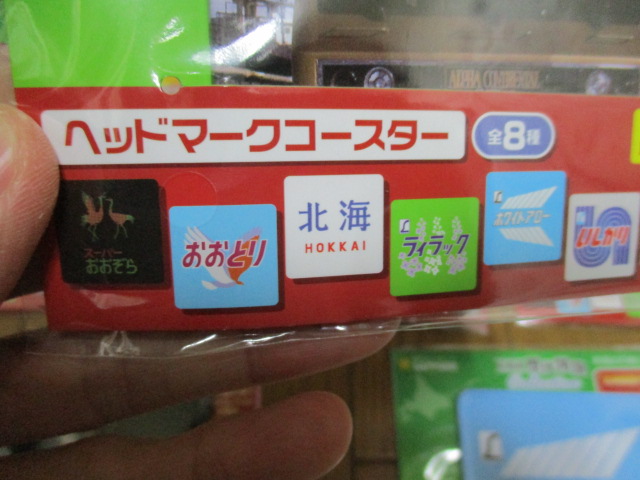 ALPHA CONTINENTAL
ヘッドマークコースター
全8種
スーパー
おおぞら
おおとり
北海
HOKKAI
ライラック
ホワイトアロー
いしかり